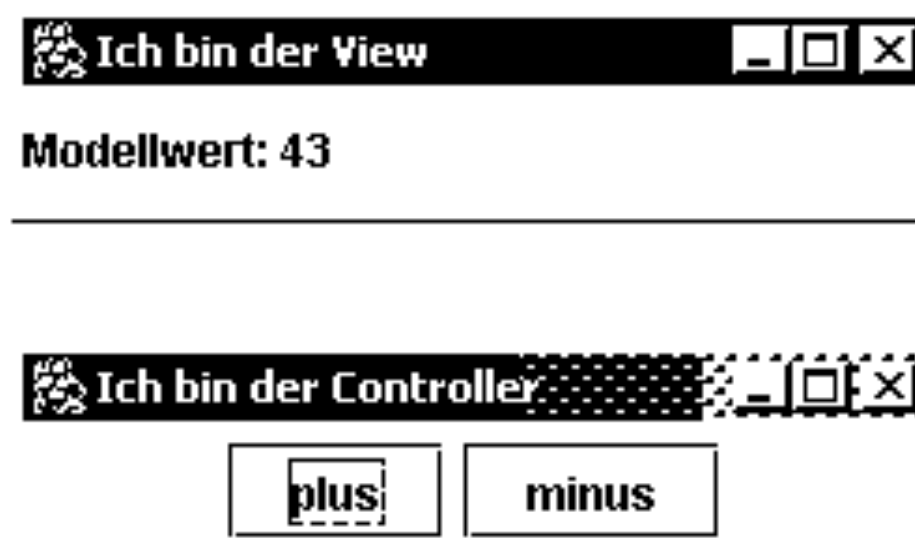 Ich bin der View
Modellwert: 43
Ich bin der Controller
plus minus